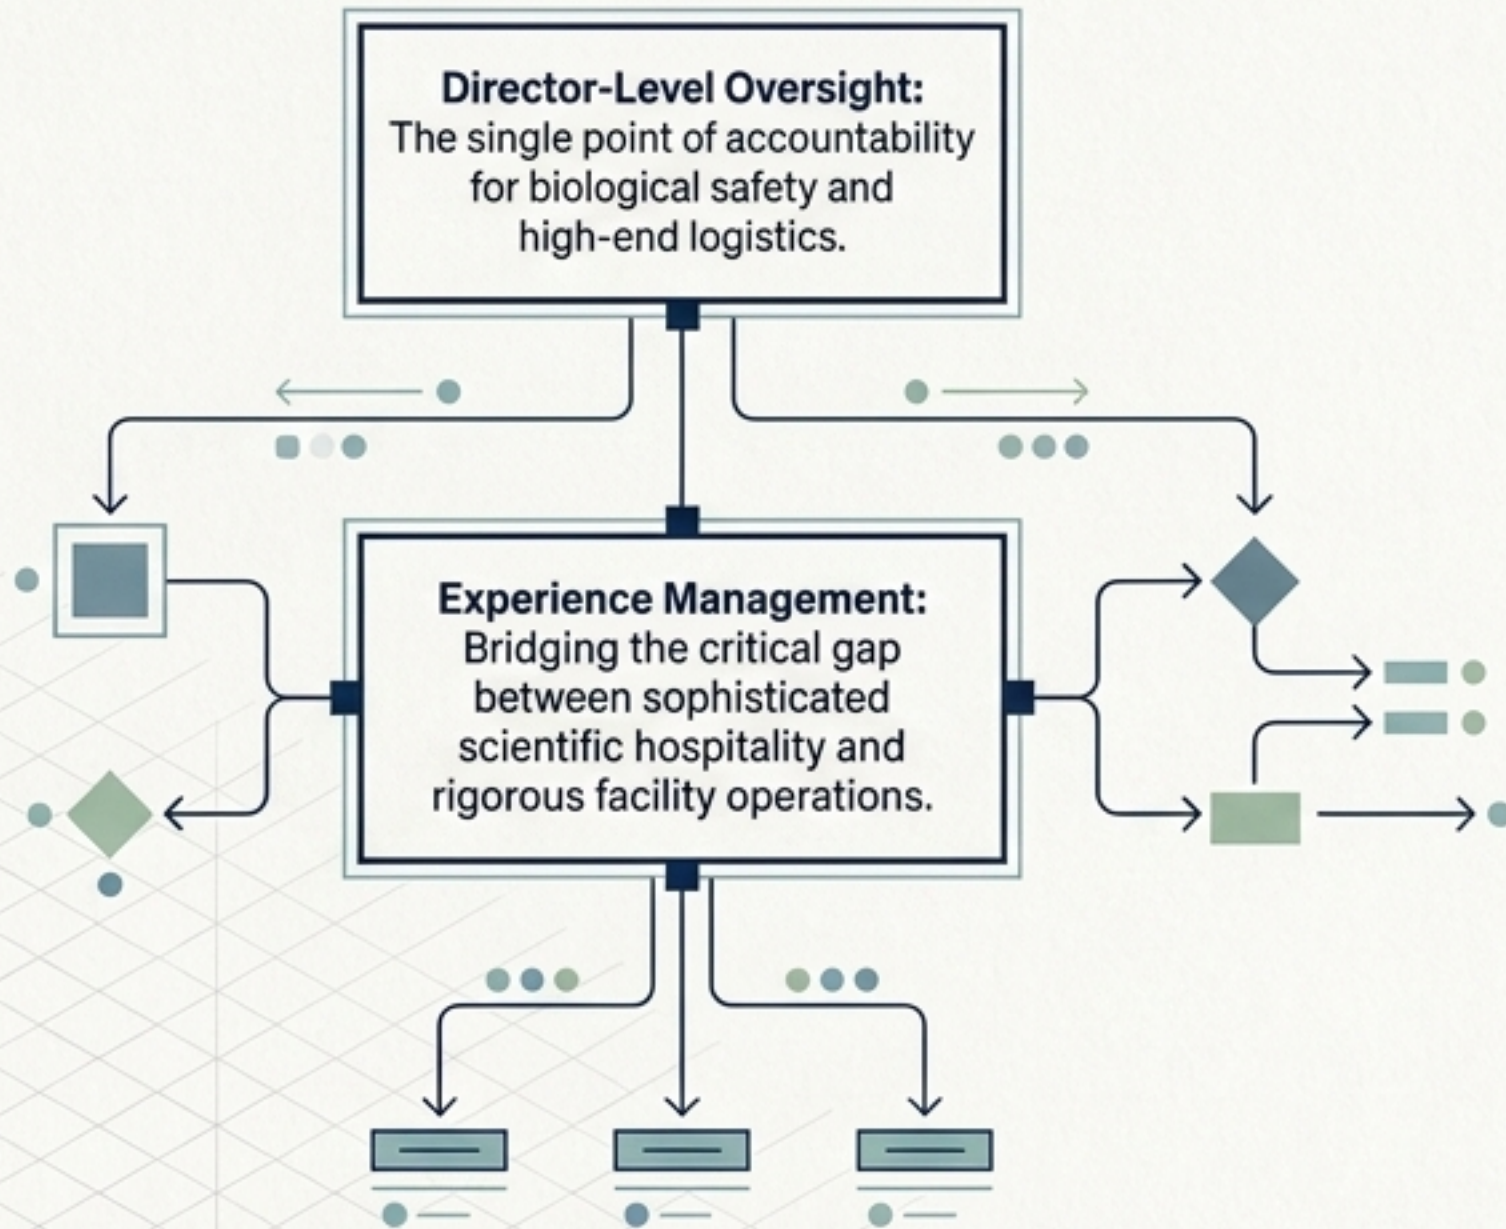 Director-Level Oversight:
The single point of accountability
for biological safety and
high-end logistics.
Experience Management:
Bridging the critical gap
between sophisticated
scientific hospitality and
rigorous facility operations.